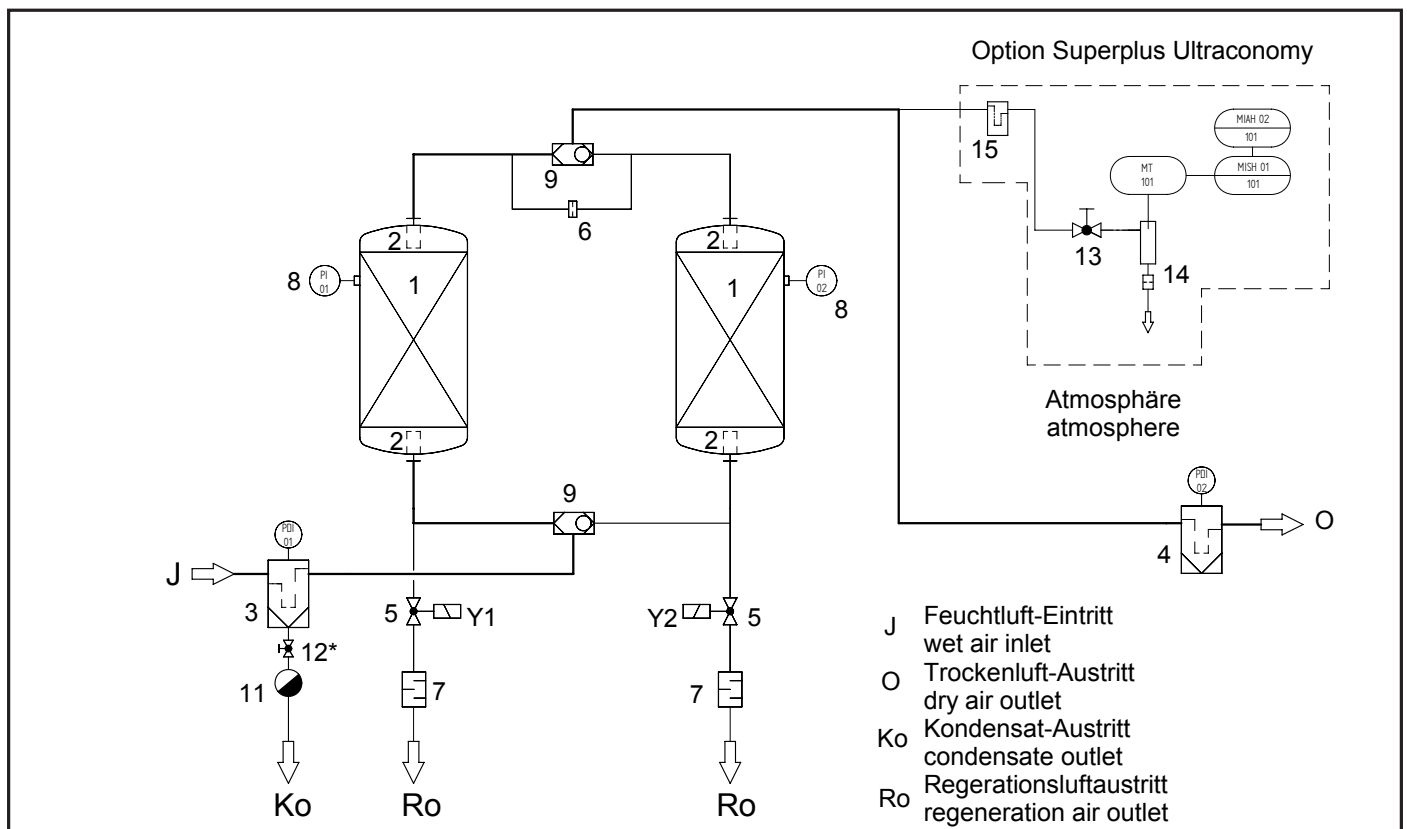 Option Superplus Ultraconomy
MIAH 02
101
15
MT
101
MISH 01
101
9
6
13
14
2
2
8
PI
01
1
1
PI
02
8
Atmosphäre
atmosphere
2
2
9
PDI
01
PDI
02
4
O
J
3
5
Y1
Y2
5
12*
11
7
7
Ko
Ro
Ro
J Feuchtluft-Eintritt
wet air inlet
O Trockenluft-Austritt
dry air outlet
Ko Kondensat-Austritt
condensate outlet
Ro Regerationsluftaustritt
regeneration air outlet